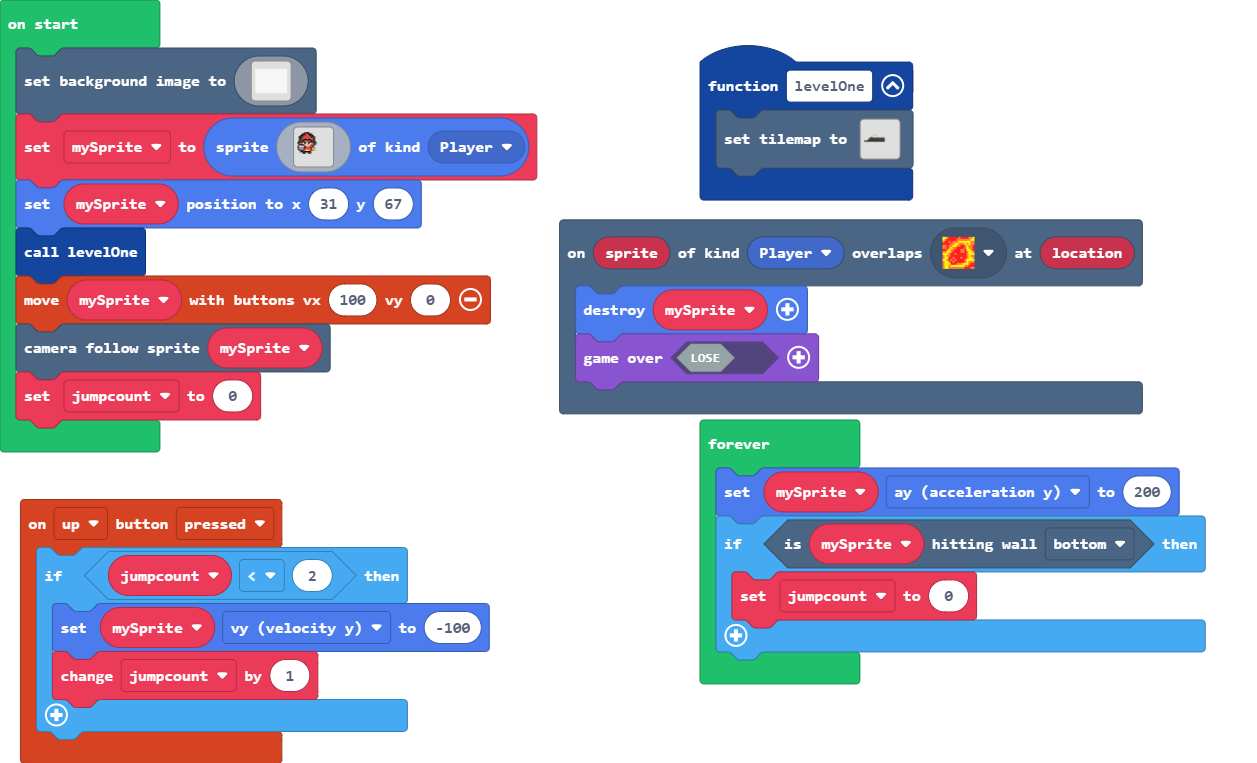 on start
set background image to
set mySprite to sprite of kind Player
set mySprite position to x 31 y 67
call levelOne
move mySprite with buttons vx 100 vy 0
camera follow sprite mySprite
set jumpcount to 0
on up button pressed
if jumpcount < 2 then
set mySprite vy (velocity y) to -100
change jumpcount by 1
function levelOne
set tilemap to
on sprite of kind Player overlaps at location
destroy mySprite
game over LOSE
forever
set mySprite ay (acceleration y) to 200
if is mySprite hitting wall bottom then
set jumpcount to 0